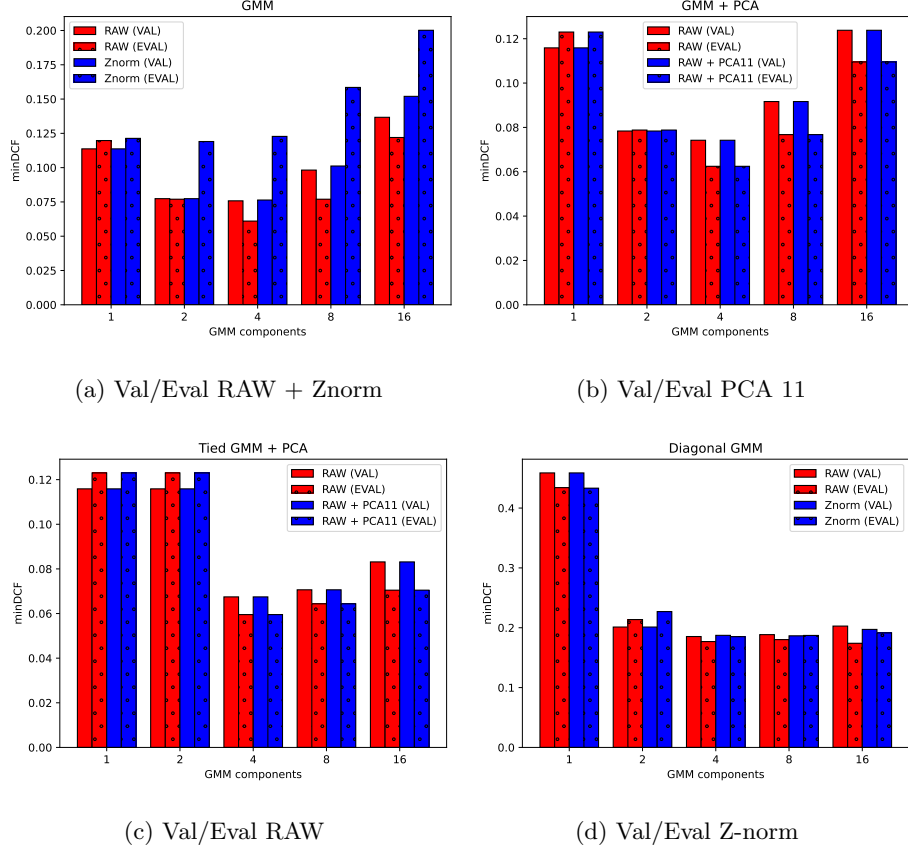 GMM
RAW (VAL)
RAW (EVAL)
Znorm (VAL)
Znorm (EVAL)
0.200
0.175
0.150
0.125
0.100
0.075
0.050
0.025
0.000
minDCF
1 2 4 8 16
GMM components
(a) Val/Eval RAW + Znorm
GMM + PCA
RAW (VAL)
RAW (EVAL)
RAW + PCA11 (VAL)
RAW + PCA11 (EVAL)
0.12
0.10
0.08
0.06
0.04
0.02
0.00
minDCF
1 2 4 8 16
GMM components
(b) Val/Eval PCA 11
Tied GMM + PCA
RAW (VAL)
RAW (EVAL)
RAW + PCA11 (VAL)
RAW + PCA11 (EVAL)
0.12
0.10
0.08
0.06
0.04
0.02
0.00
minDCF
1 2 4 8 16
GMM components
(c) Val/Eval RAW
Diagonal GMM
RAW (VAL)
RAW (EVAL)
Znorm (VAL)
Znorm (EVAL)
0.4
0.3
0.2
0.1
0.0
minDCF
1 2 4 8 16
GMM components
(d) Val/Eval Z-norm